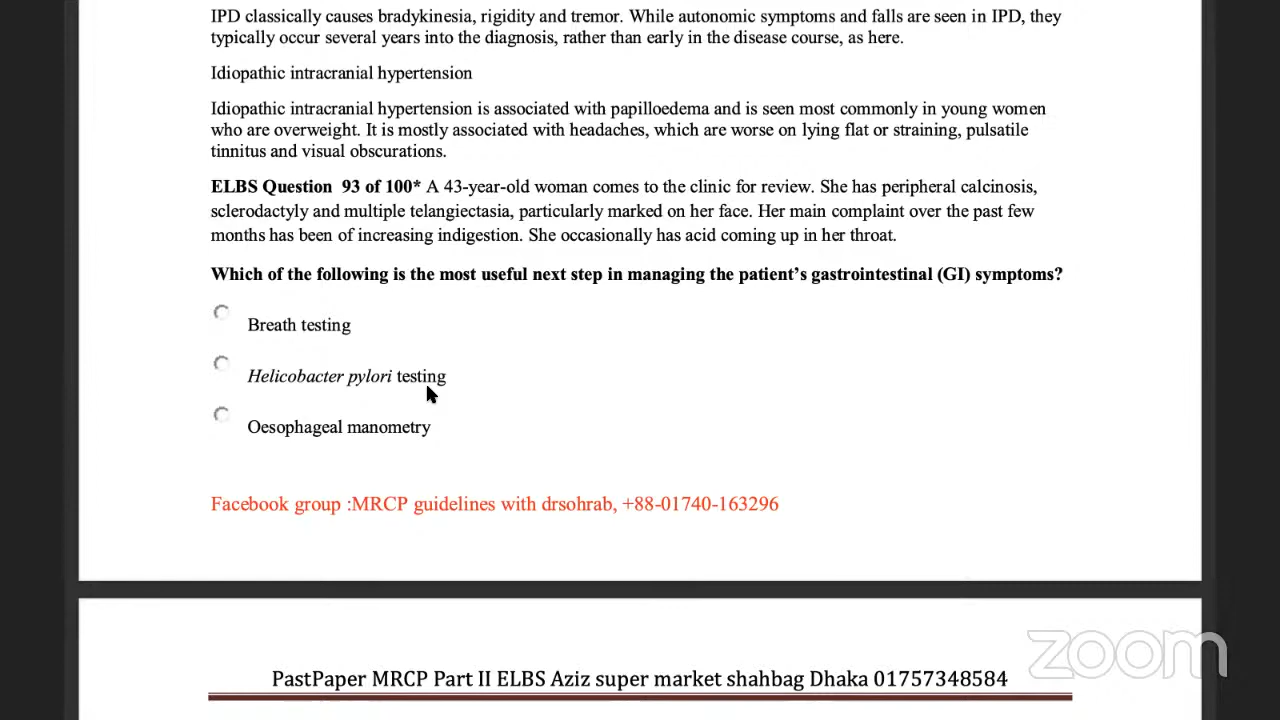 IPD classically causes bradykinesia, rigidity and tremor. While autonomic symptoms and falls are seen in IPD, they
typically occur several years into the diagnosis, rather than early in the disease course, as here.
Idiopathic intracranial hypertension
Idiopathic intracranial hypertension is associated with papilloedema and is seen most commonly in young women
who are overweight. It is mostly associated with headaches, which are worse on lying flat or straining, pulsatile
tinnitus and visual obscurations.
ELBS Question 93 of 100* A 43-year-old woman comes to the clinic for review. She has peripheral calcinosis,
sclerodactyly and multiple telangiectasia, particularly marked on her face. Her main complaint over the past few
months has been of increasing indigestion. She occasionally has acid coming up in her throat.
Which of the following is the most useful next step in managing the patient’s gastrointestinal (GI) symptoms?
Breath testing
Helicobacter pylori testing
Oesophageal manometry
Facebook group :MRCP guidelines with drsohrab, +88-01740-163296
zoom
PastPaper MRCP Part II ELBS Aziz super market shahbag Dhaka 01757348584